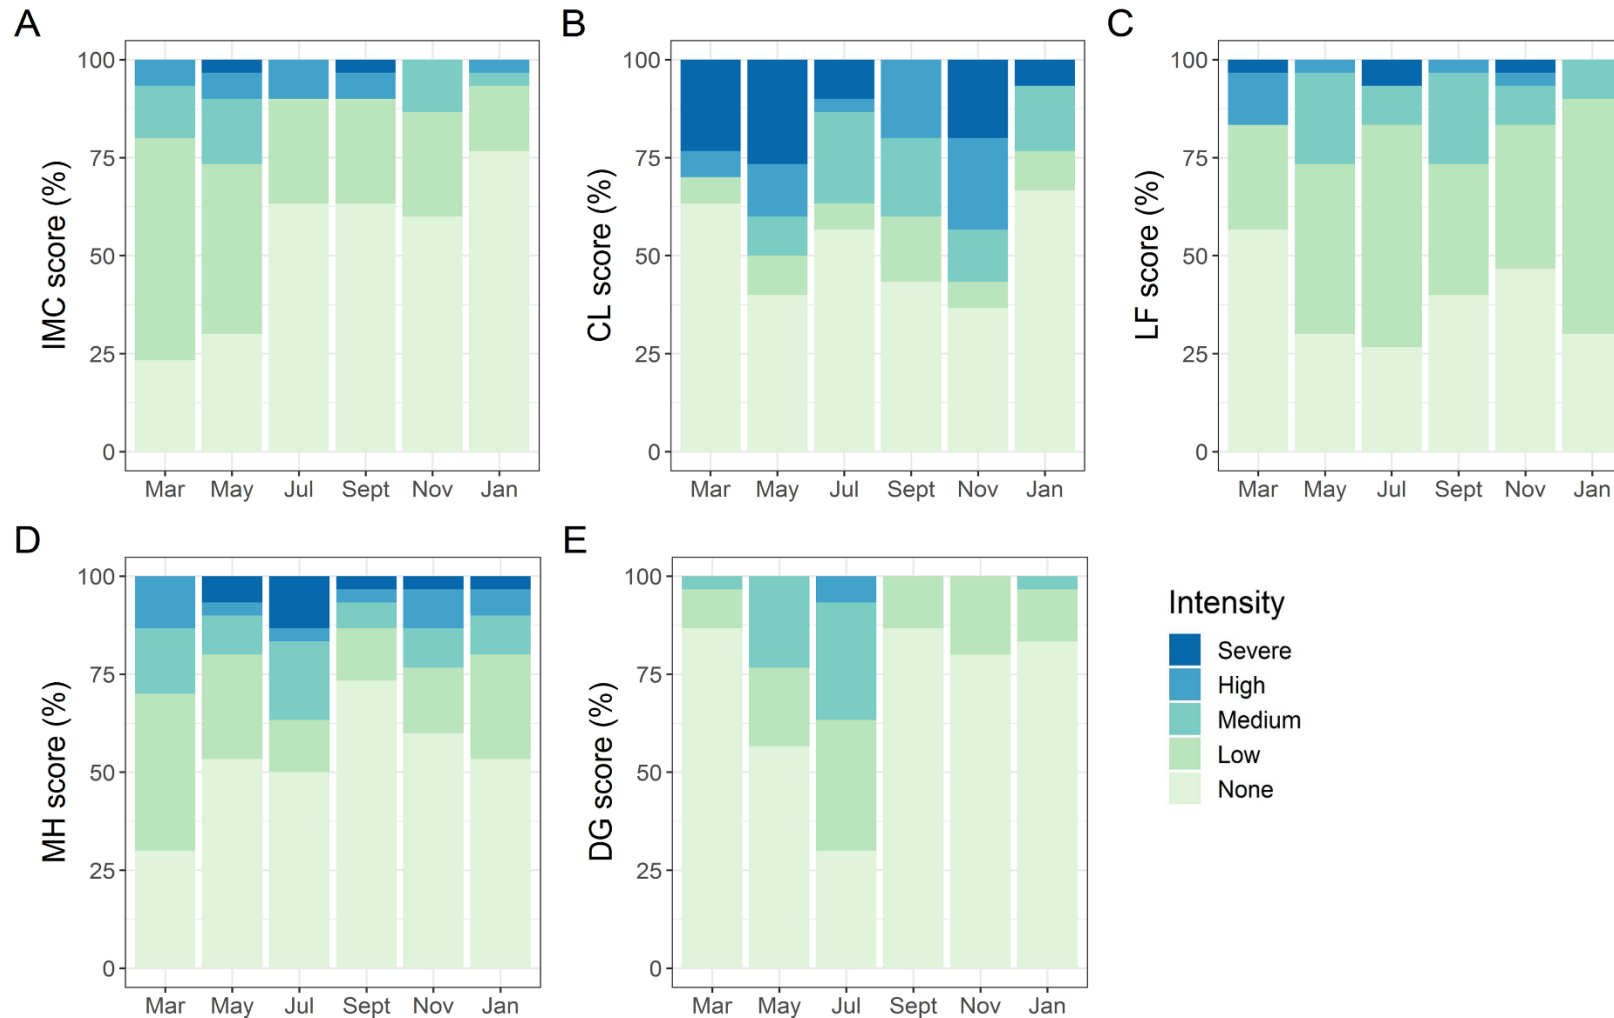 A
IMC score (%)
100
75
50
25
0
Mar May Jul Sept Nov Jan
B
CL score (%)
100
75
50
25
0
Mar May Jul Sept Nov Jan
C
LF score (%)
100
75
50
25
0
Mar May Jul Sept Nov Jan
D
MH score (%)
100
75
50
25
0
Mar May Jul Sept Nov Jan
E
DG score (%)
100
75
50
25
0
Mar May Jul Sept Nov Jan
Intensity
Severe
High
Medium
Low
None